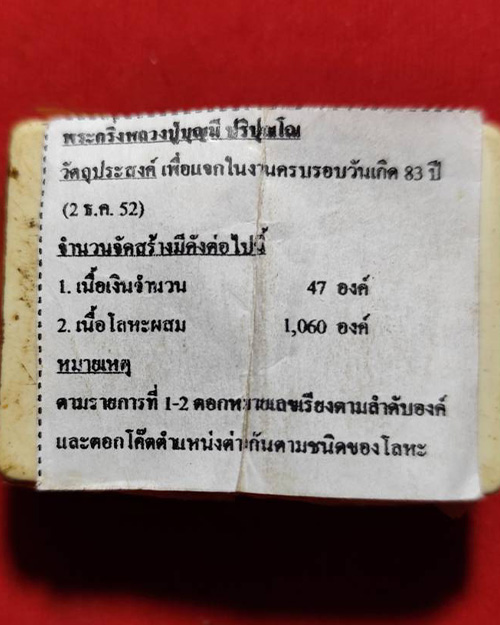 พระกริ่งหลวงปู่บุญมี ปริปุณโณ
วัตถุประสงค์ เพื่อแจกในงานครบรอบวันเกิด 83 ปี
(2 ธ.ค. 52)
จำนวนจัดสร้างมีดังต่อไปนี้
1. เนื้อเงินจำนวน 47 องค์
2. เนื้อโลหะผสม 1,060 องค์
หมายเหตุ
ตามรายการที่ 1-2 ตอกหมายเลขเรียงตามลำดับองค์
และตอกโค๊ตตำแหน่งต่างกันตามชนิดของโลหะ